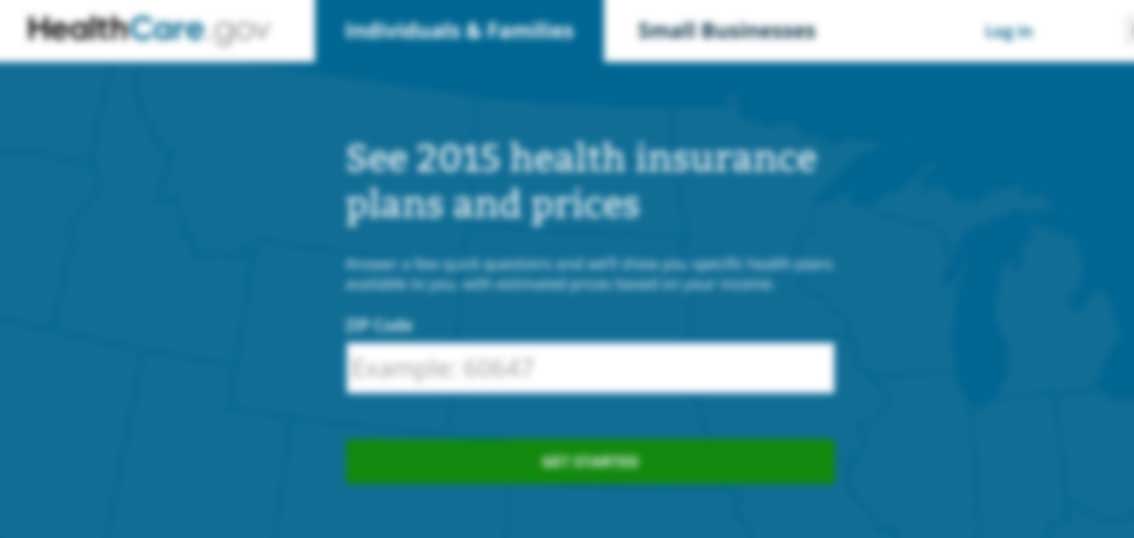 HealthCare.gov
Individuals & Families
Small Businesses
Log in
See 2015 health insurance
plans and prices
Answer a few quick questions and we'll show you specific health plans
available to you, with estimated prices based on your income.
ZIP Code
Example: 60647
GET STARTED